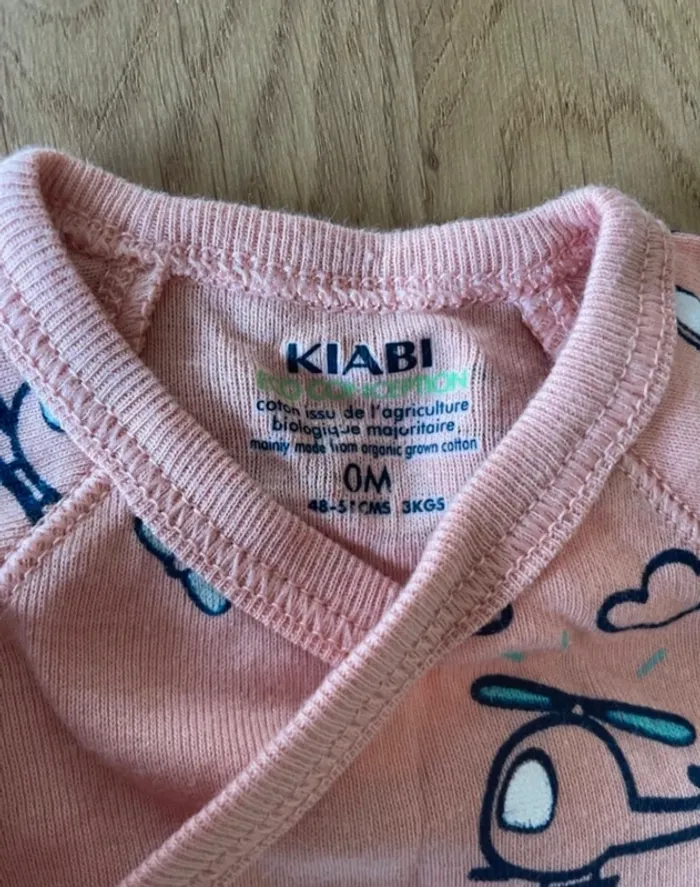 KIABI
ECO CONCEPTION
coton issu de l'agriculture
biologique majoritaire,
mainly made from organic grown cotton
0M
48-51CMS 3KGS